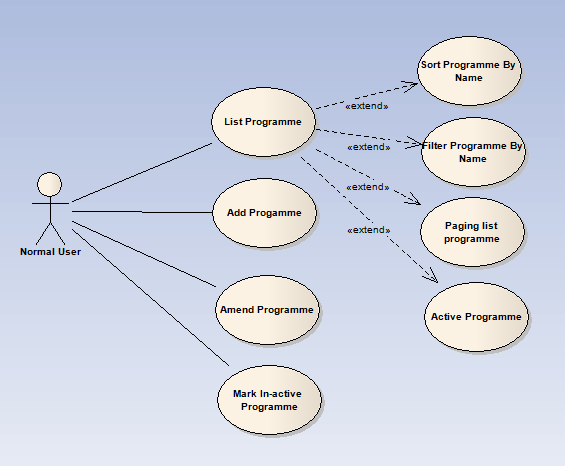 Sort Programme By
Name
«extend»
List Programme
Filter Programme By
Name
«extend»
«extend»
Add Progamme
Paging list
programme
«extend»
Normal User
Amend Programme
Active Programme
Mark In-active
Programme